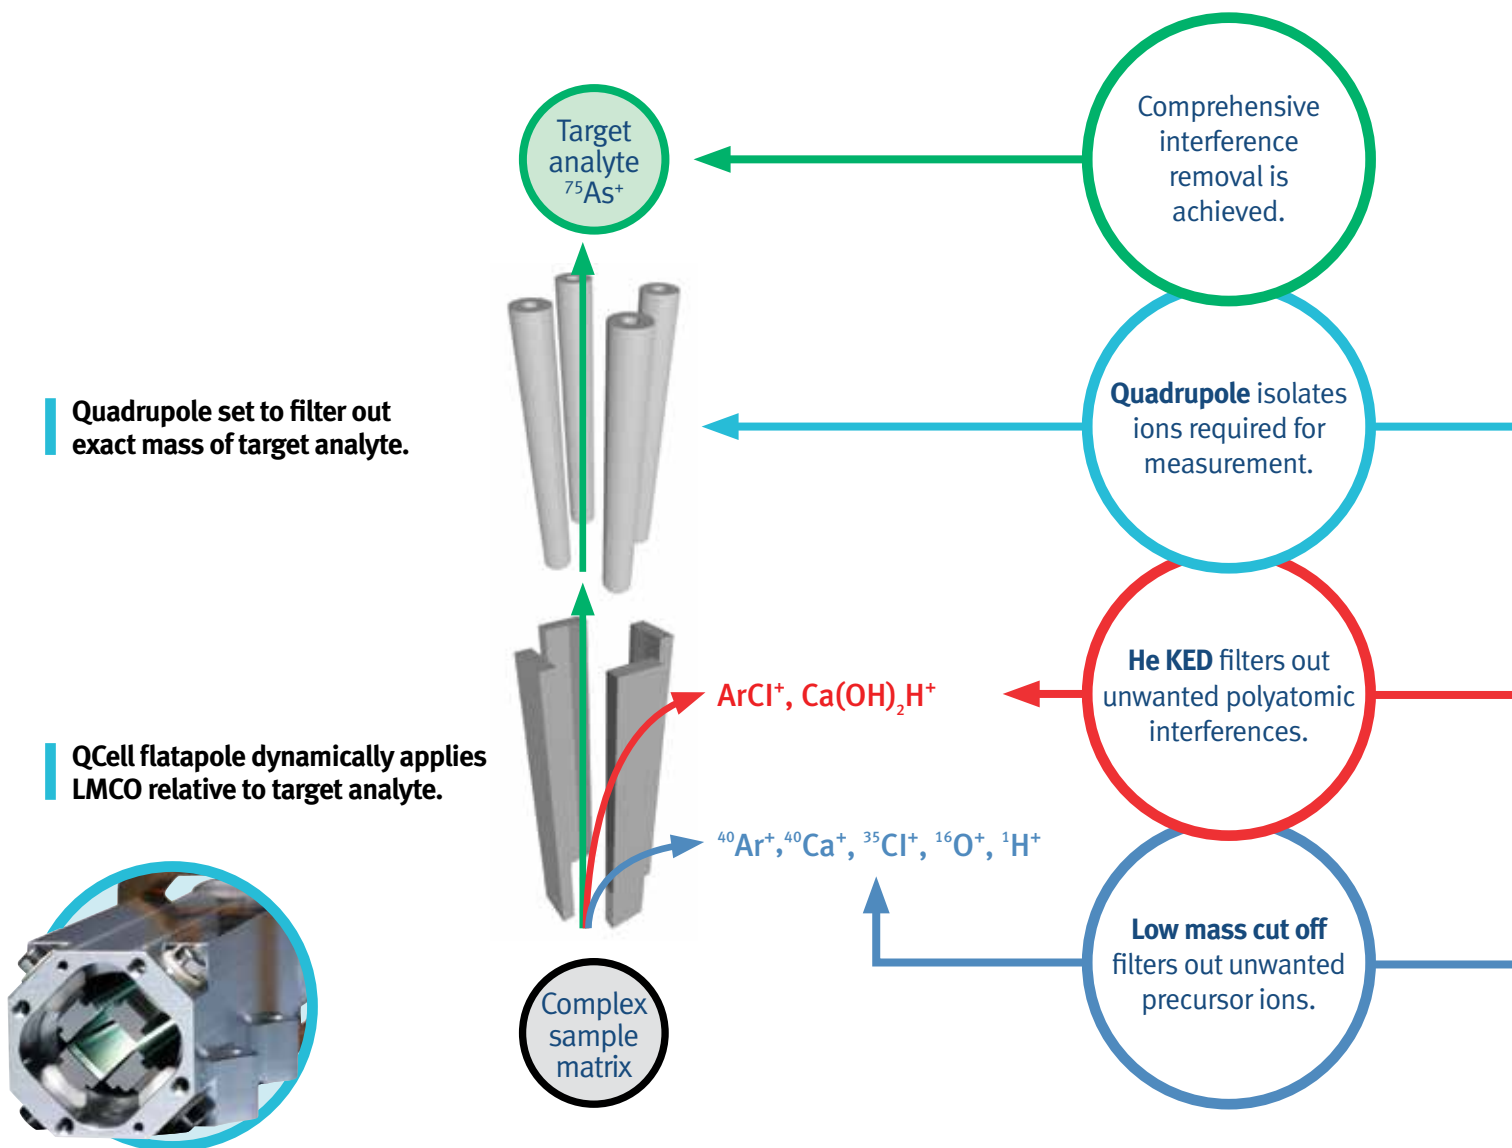 Comprehensive
interference
removal is
achieved.
Target
analyte
⁷⁵As⁺
Quadrupole isolates
ions required for
measurement.
Quadrupole set to filter out
exact mass of target analyte.
He KED filters out
unwanted polyatomic
interferences.
ArCl⁺, Ca(OH)₂H⁺
QCell flatapole dynamically applies
LMCO relative to target analyte.
⁴⁰Ar⁺,⁴⁰Ca⁺, ³⁵Cl⁺, ¹⁶O⁺, ¹H⁺
Low mass cut off
filters out unwanted
precursor ions.
Complex
sample
matrix